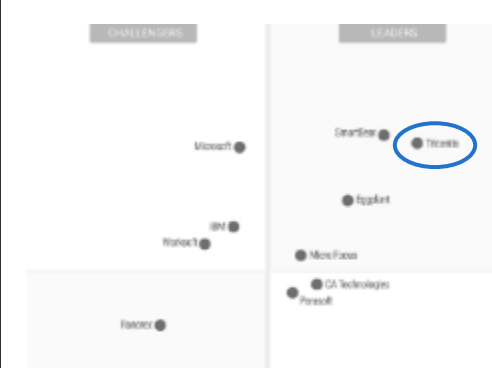 CHALLENGERS
LEADERS
SmartBear
Tricentis
Microsoft
Eggplant
IBM
Worksoft
Micro Focus
CA Technologies
Parasoft
Ranorex